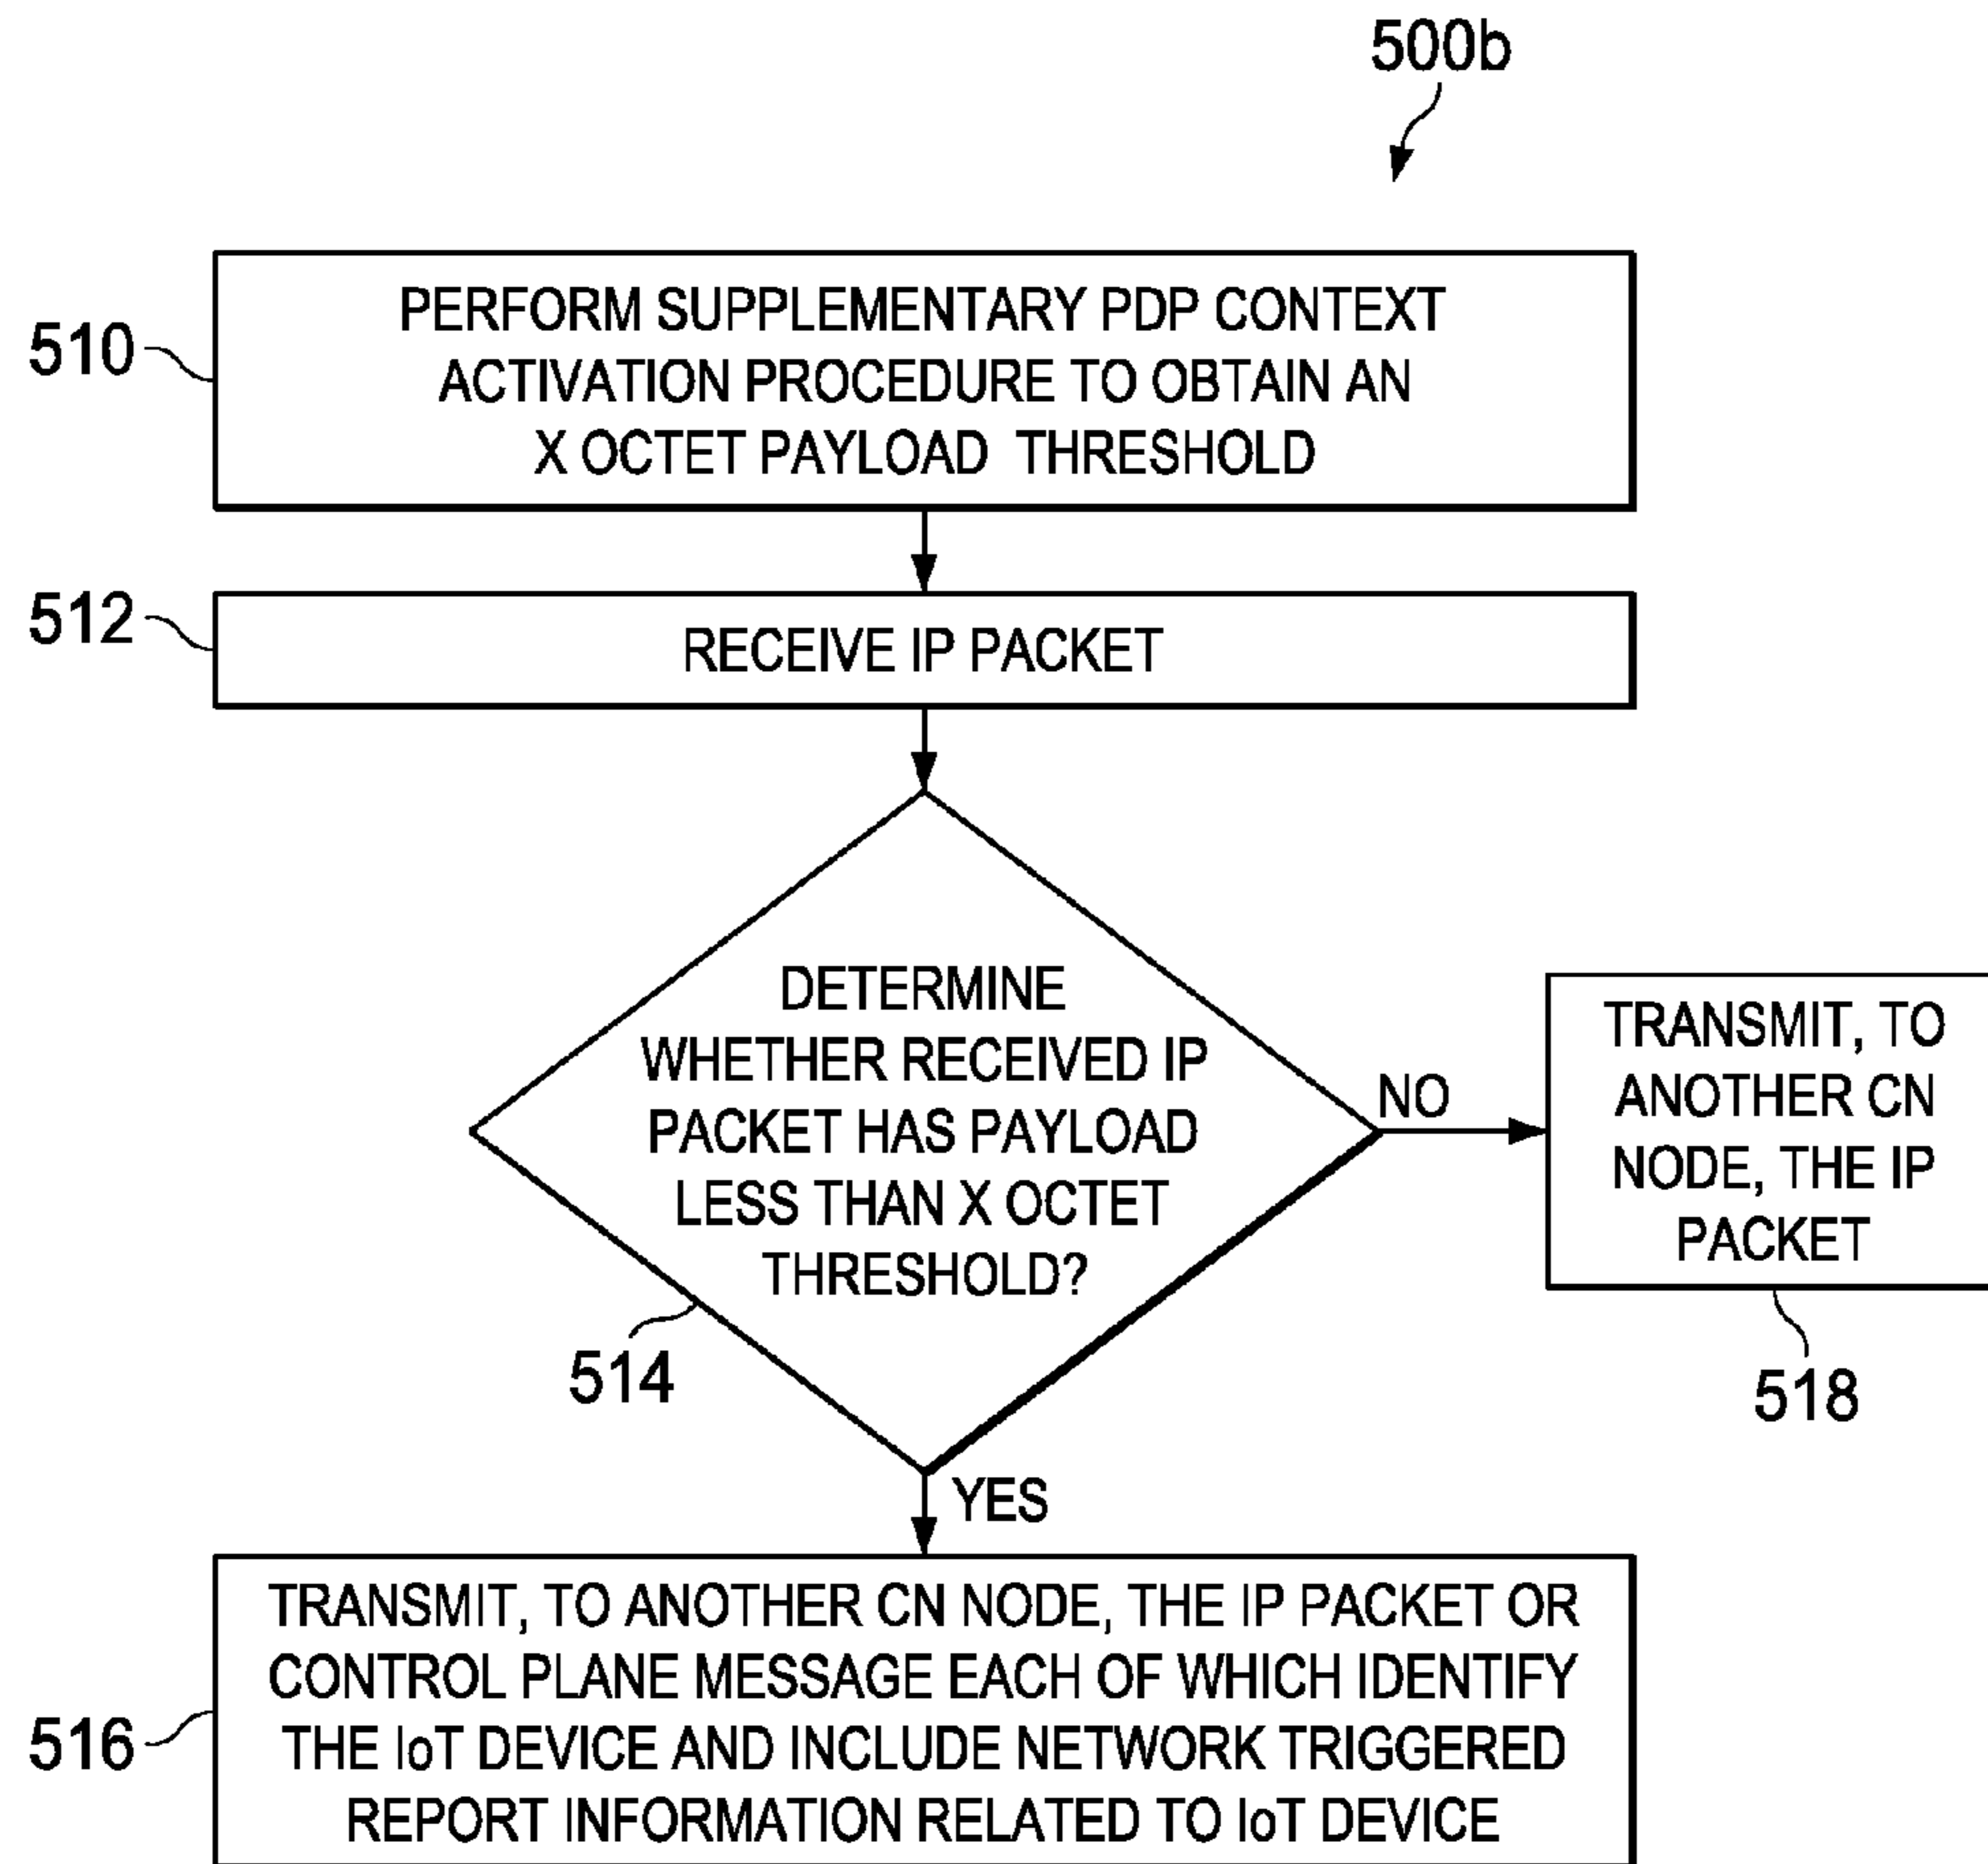 500b
510
PERFORM SUPPLEMENTARY PDP CONTEXT
ACTIVATION PROCEDURE TO OBTAIN AN
X OCTET PAYLOAD THRESHOLD
512
RECEIVE IP PACKET
DETERMINE
WHETHER RECEIVED IP
PACKET HAS PAYLOAD
LESS THAN X OCTET
THRESHOLD?
514
NO
TRANSMIT, TO
ANOTHER CN
NODE, THE IP
PACKET
518
YES
516
TRANSMIT, TO ANOTHER CN NODE, THE IP PACKET OR
CONTROL PLANE MESSAGE EACH OF WHICH IDENTIFY
THE IoT DEVICE AND INCLUDE NETWORK TRIGGERED
REPORT INFORMATION RELATED TO IoT DEVICE